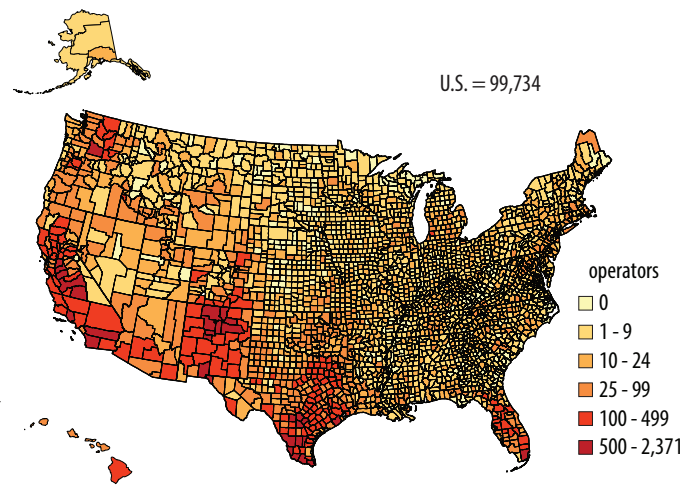 U.S. = 99,734
operators
0
1 - 9
10 - 24
25 - 99
100 - 499
500 - 2,371